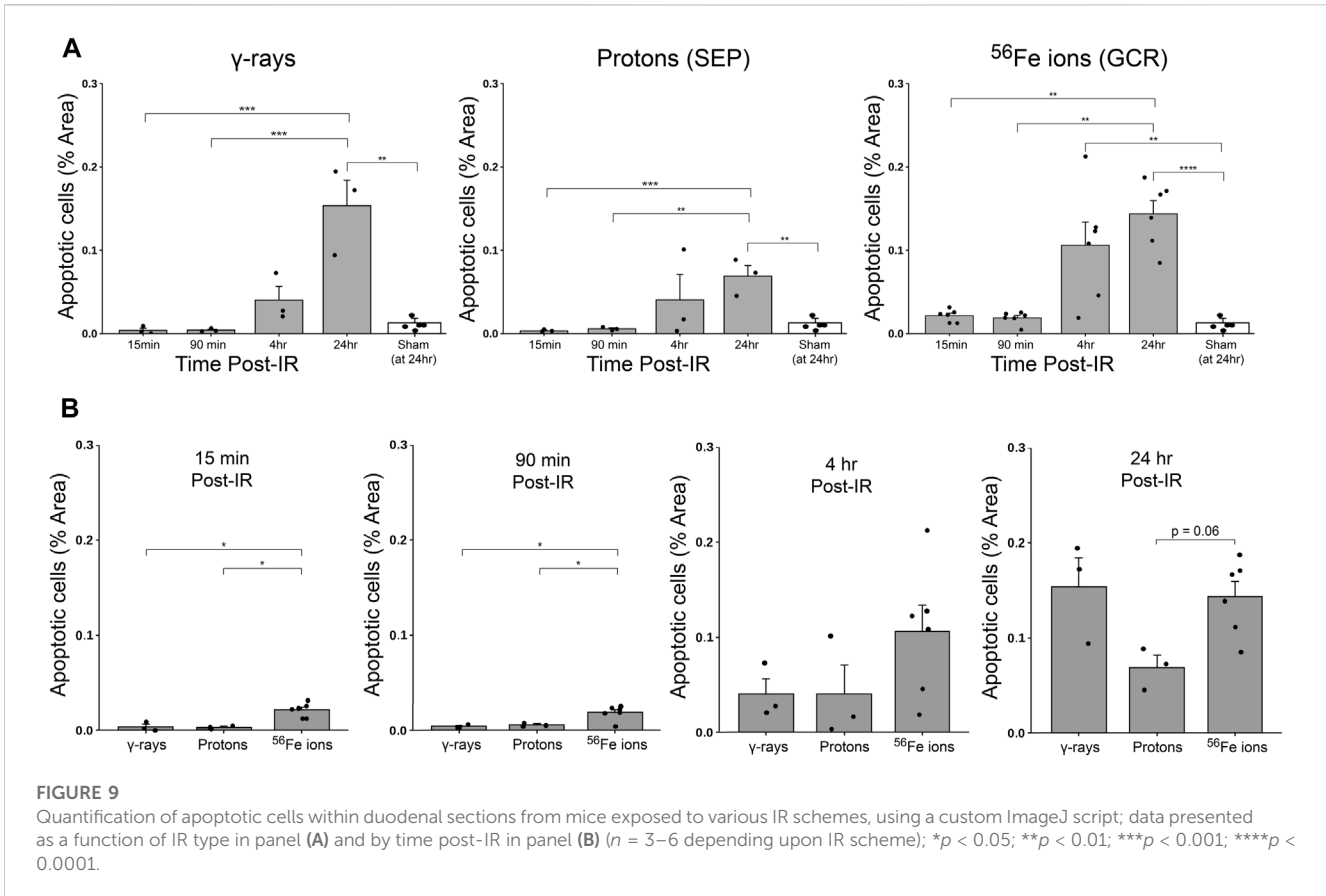 A
γ-rays
Protons (SEP)
⁵⁶Fe ions (GCR)
Apoptotic cells (% Area)
0.3
0.2
0.1
0.0
***
***
**
15min
90 min
4hr
24hr
Sham
(at 24hr)
Time Post-IR
Apoptotic cells (% Area)
0.3
0.2
0.1
0.0
***
**
**
15min
90 min
4hr
24hr
Sham
(at 24hr)
Time Post-IR
Apoptotic cells (% Area)
0.3
0.2
0.1
0.0
**
**
**
****
15min
90 min
4hr
24hr
Sham
(at 24hr)
Time Post-IR
B
15 min
Post-IR
Apoptotic cells (% Area)
0.3
0.2
0.1
0.0
*
*
γ-rays
Protons
⁵⁶Fe ions
90 min
Post-IR
Apoptotic cells (% Area)
0.3
0.2
0.1
0.0
*
*
γ-rays
Protons
⁵⁶Fe ions
4 hr
Post-IR
Apoptotic cells (% Area)
0.3
0.2
0.1
0.0
γ-rays
Protons
⁵⁶Fe ions
24 hr
Post-IR
Apoptotic cells (% Area)
0.3
0.2
0.1
0.0
p = 0.06
γ-rays
Protons
⁵⁶Fe ions
FIGURE 9
Quantification of apoptotic cells within duodenal sections from mice exposed to various IR schemes, using a custom ImageJ script; data presented
as a function of IR type in panel (A) and by time post-IR in panel (B) (n = 3–6 depending upon IR scheme); *p < 0.05; **p < 0.01; ***p < 0.001; ****p <
0.0001.